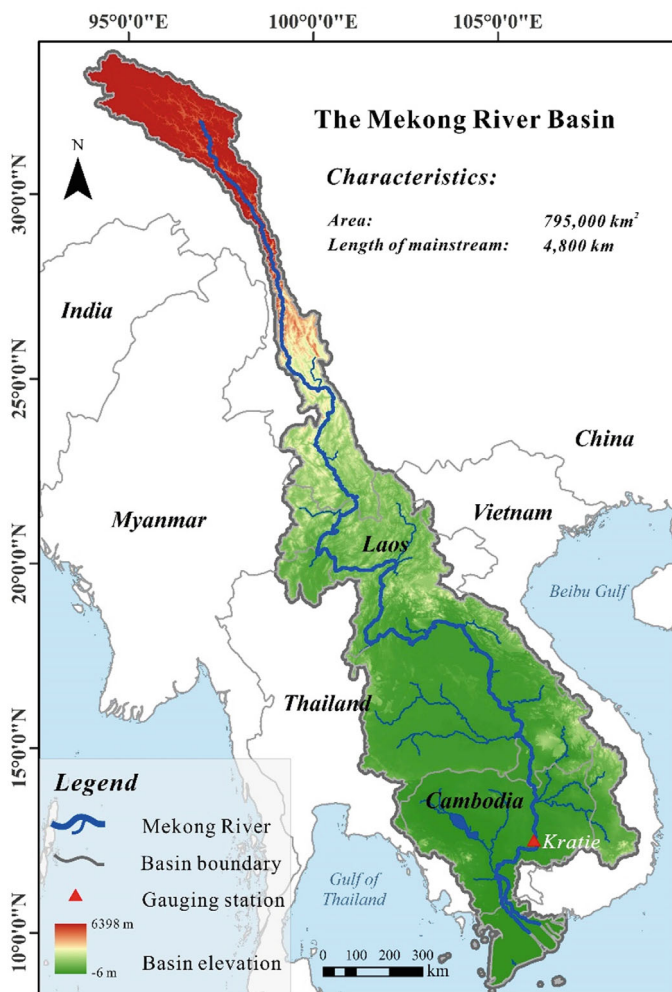 95°0'0"E
100°0'0"E
105°0'0"E
The Mekong River Basin
Characteristics:
Area: 795,000 km²
Length of mainstream: 4,800 km
N
30°0'0"N
India
25°0'0"N
China
Myanmar
Vietnam
Laos
20°0'0"N
Beibu Gulf
Thailand
15°0'0"N
Legend
Mekong River
Basin boundary
Gauging station
6398 m
-6 m
Basin elevation
Cambodia
Kratie
Gulf of
Thailand
10°0'0"N
0 100 200 300
km